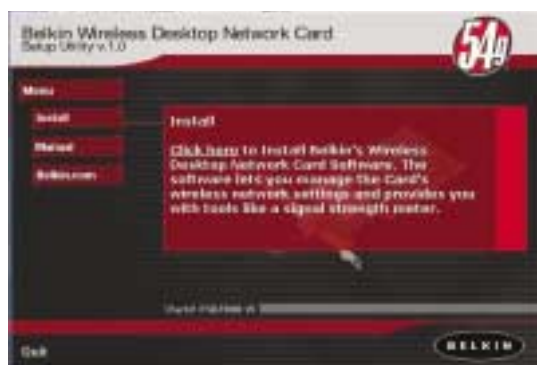 Belkin Wireless Desktop Network Card
Setup Utility v.1.0
54g
Menu
Install
Manual
Belkin.com
Install
Click here to Install Belkin's Wireless
Desktop Network Card Software. The
software lets you manage the Card's
wireless network settings and provides you
with tools like a signal strength meter.
Quit
BELKIN